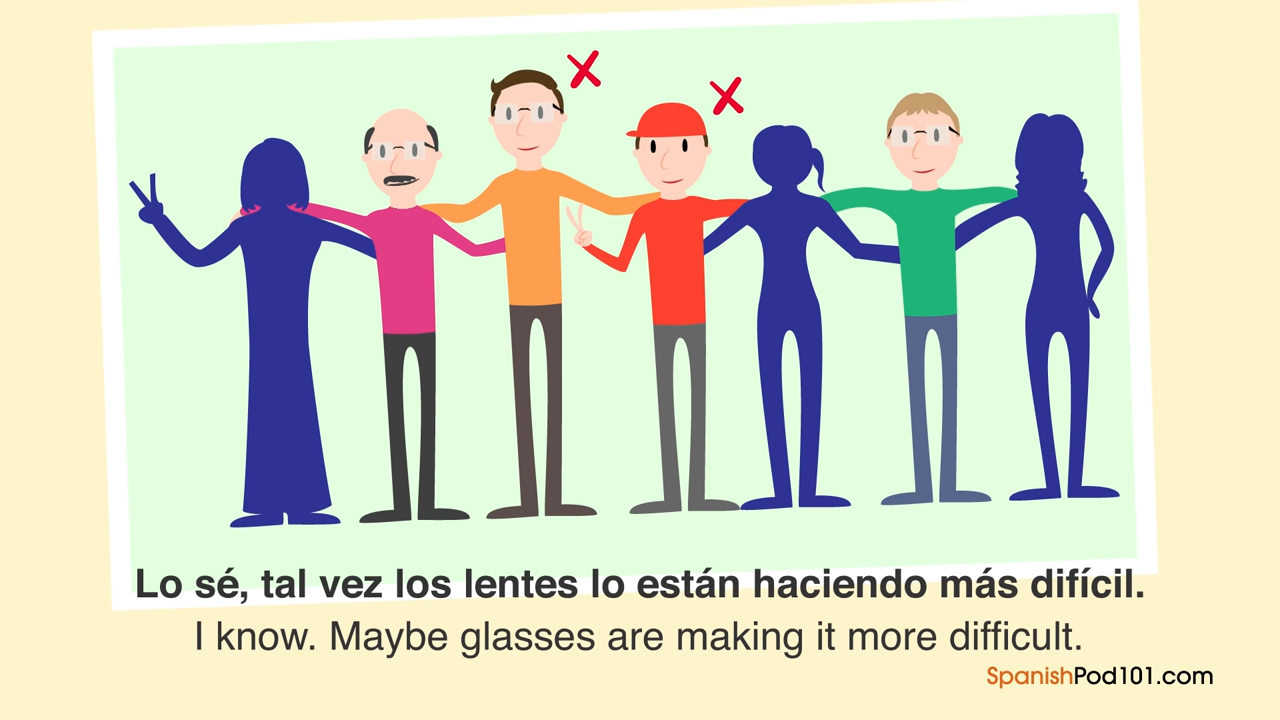 Lo sé, tal vez los lentes lo están haciendo más difícil.
I know. Maybe glasses are making it more difficult.
SpanishPod101.com